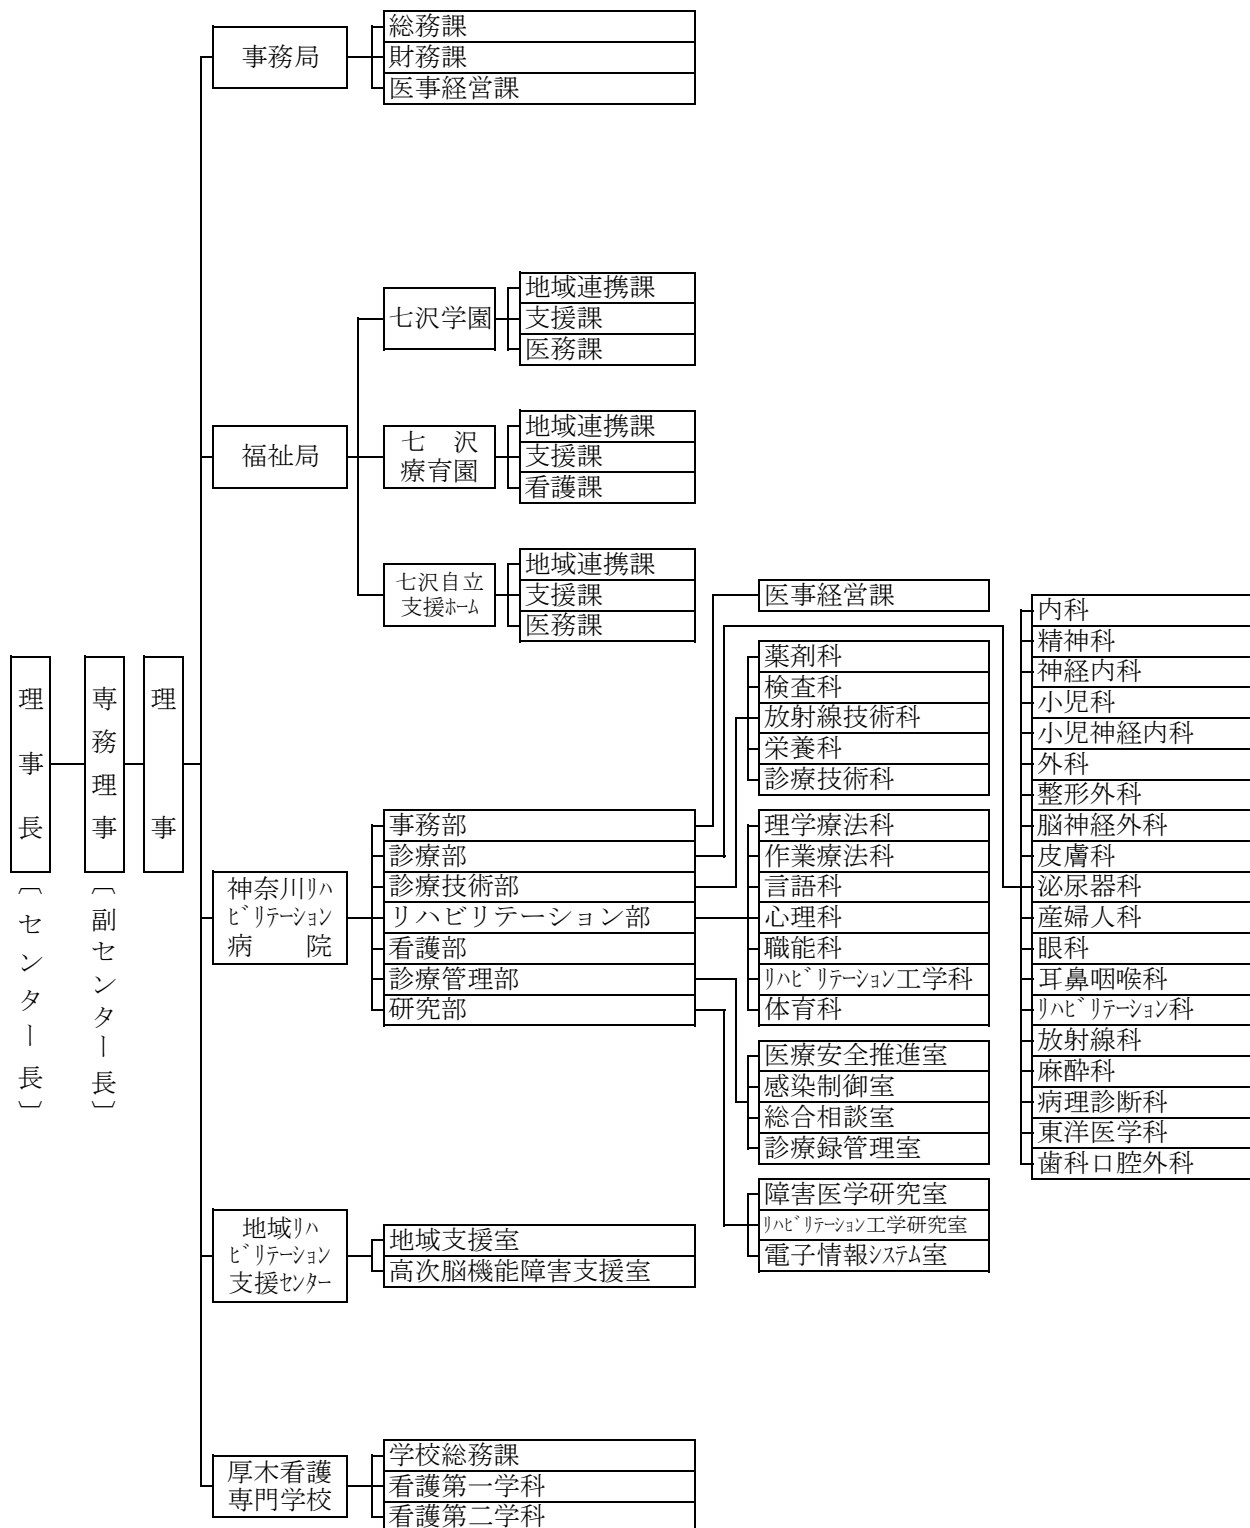 理事長
〔センター長〕
専務理事
〔副センター長〕
理事
事務局
総務課
財務課
医事経営課
福祉局
七沢学園
地域連携課
支援課
医務課
七沢
療育園
地域連携課
支援課
看護課
七沢自立
支援ﾎｰﾑ
地域連携課
支援課
医務課
神奈川ﾘﾊ
ﾋﾞﾘﾃｰｼｮﾝ
病院
事務部
診療部
診療技術部
リハビリテーション部
看護部
診療管理部
研究部
医事経営課
薬剤科
検査科
放射線技術科
栄養科
診療技術科
理学療法科
作業療法科
言語科
心理科
職能科
ﾘﾊﾋﾞﾘﾃｰｼｮﾝ工学科
体育科
医療安全推進室
感染制御室
総合相談室
診療録管理室
障害医学研究室
ﾘﾊﾋﾞﾘﾃｰｼｮﾝ工学研究室
電子情報ｼｽﾃﾑ室
内科
精神科
神経内科
小児科
小児神経内科
外科
整形外科
脳神経外科
皮膚科
泌尿器科
産婦人科
眼科
耳鼻咽喉科
ﾘﾊﾋﾞﾘﾃｰｼｮﾝ科
放射線科
麻酔科
病理診断科
東洋医学科
歯科口腔外科
地域ﾘﾊ
ﾋﾞﾘﾃｰｼｮﾝ
支援ｾﾝﾀｰ
地域支援室
高次脳機能障害支援室
厚木看護
専門学校
学校総務課
看護第一学科
看護第二学科